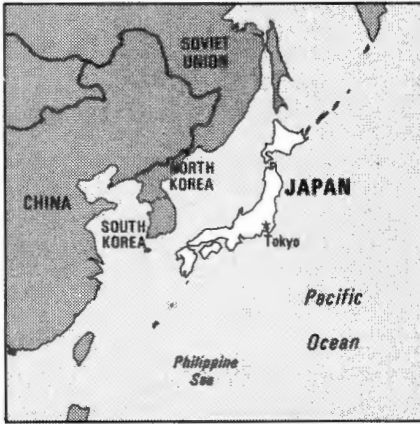 SOVIET
UNION
NORTH
KOREA
CHINA
JAPAN
SOUTH
KOREA
Tokyo
Pacific
Ocean
Philippine
Sea